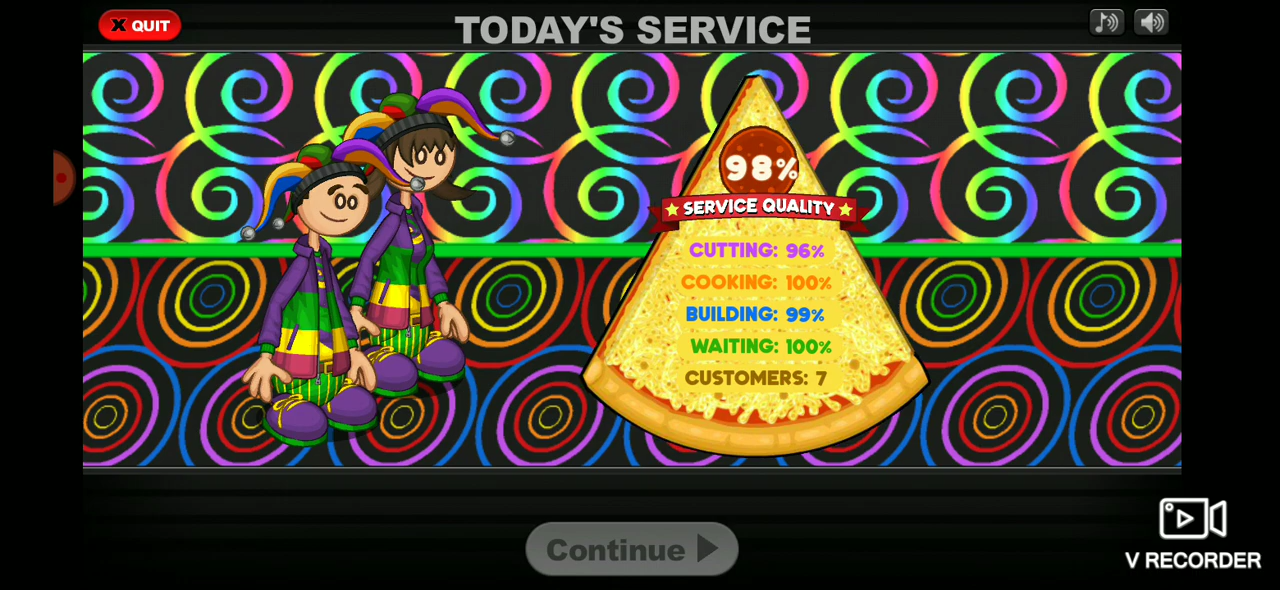 X QUIT
TODAY'S SERVICE
98%
SERVICE QUALITY
CUTTING: 96%
COOKING: 100%
BUILDING: 99%
WAITING: 100%
CUSTOMERS: 7
Continue
V RECORDER